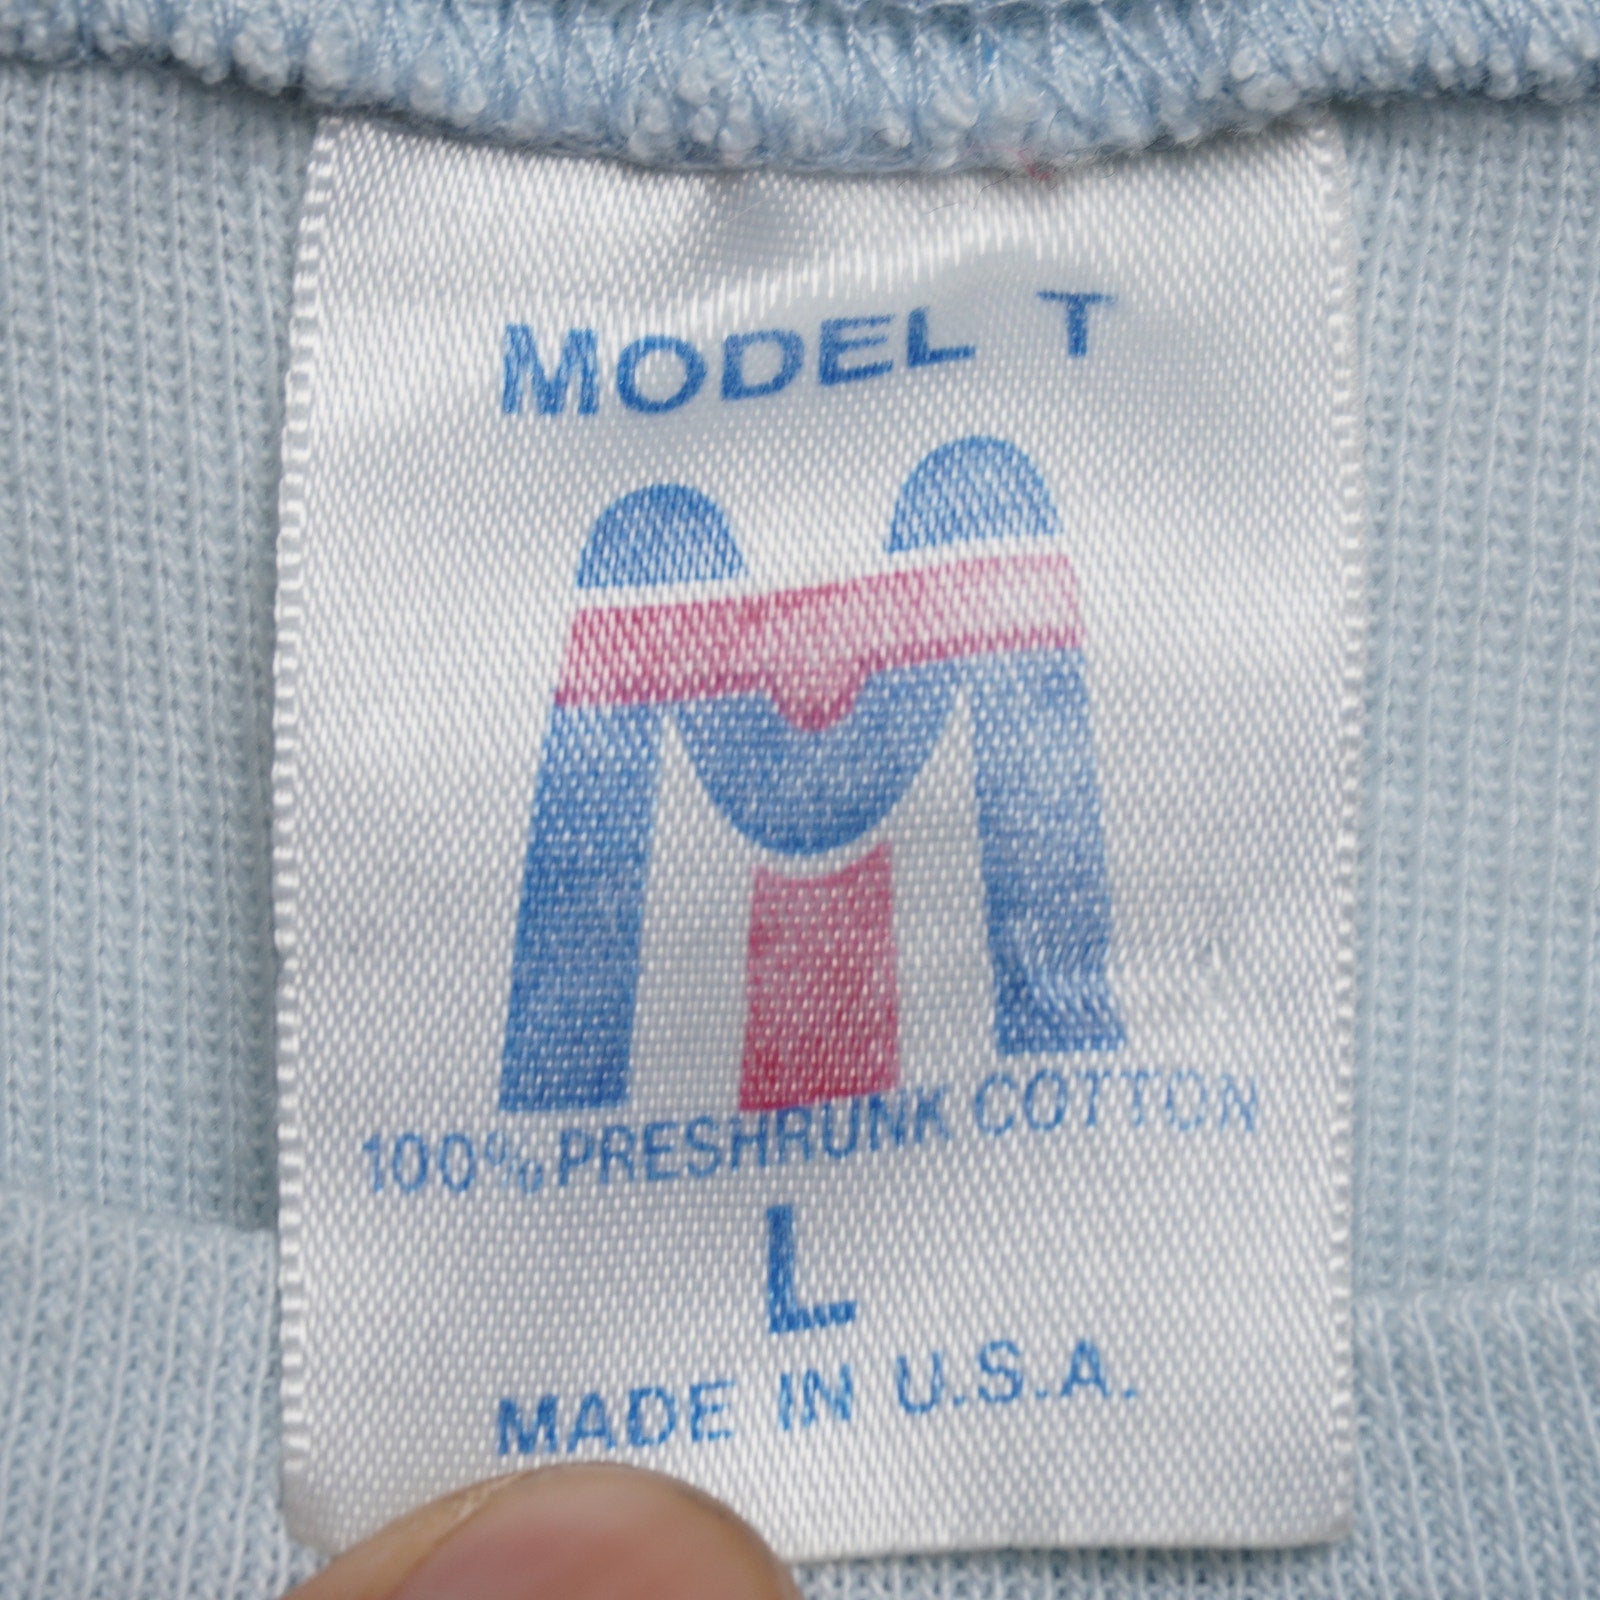 MODEL T
100% PRESHRUNK COTTON
L
MADE IN U.S.A.